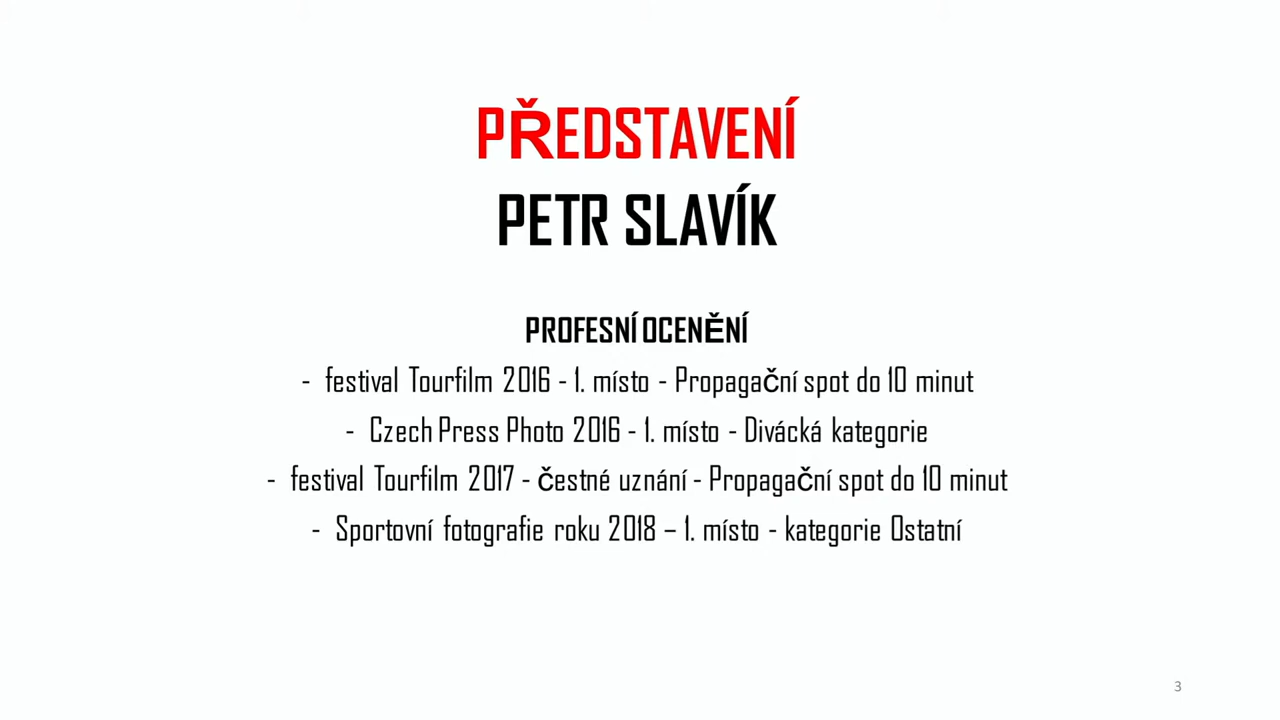 PŘEDSTAVENÍ
PETR SLAVÍK
PROFESNÍ OCENĚNÍ
- festival Tourfilm 2016 - 1. místo - Propagační spot do 10 minut
- Czech Press Photo 2016 - 1. místo - Divácká kategorie
- festival Tourfilm 2017 - čestné uznání - Propagační spot do 10 minut
- Sportovní fotografie roku 2018 – 1. místo - kategorie Ostatní
3